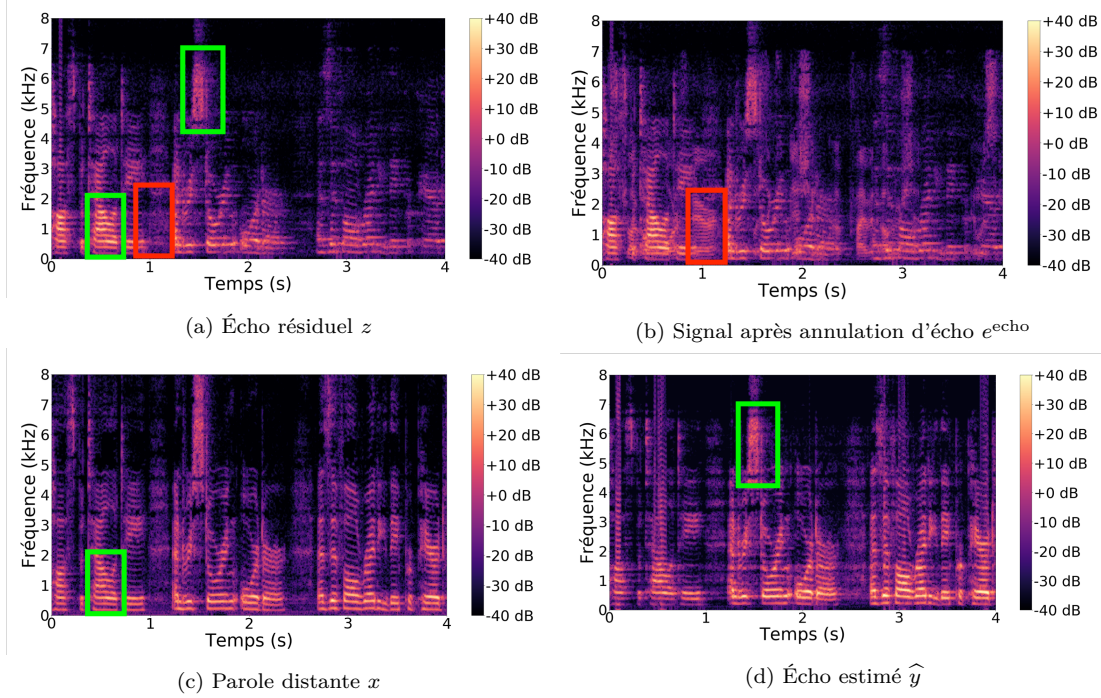 8
7
6
5
4
3
2
1
0
Fréquence (kHz)
0 1 2 3 4
Temps (s)
+40 dB
+30 dB
+20 dB
+10 dB
+0 dB
-10 dB
-20 dB
-30 dB
-40 dB
(a) Écho résiduel z
8
7
6
5
4
3
2
1
0
Fréquence (kHz)
0 1 2 3 4
Temps (s)
+40 dB
+30 dB
+20 dB
+10 dB
+0 dB
-10 dB
-20 dB
-30 dB
-40 dB
(b) Signal après annulation d'écho e^echo
8
7
6
5
4
3
2
1
0
Fréquence (kHz)
0 1 2 3 4
Temps (s)
+40 dB
+30 dB
+20 dB
+10 dB
+0 dB
-10 dB
-20 dB
-30 dB
-40 dB
(c) Parole distante x
8
7
6
5
4
3
2
1
0
Fréquence (kHz)
0 1 2 3 4
Temps (s)
+40 dB
+30 dB
+20 dB
+10 dB
+0 dB
-10 dB
-20 dB
-30 dB
-40 dB
(d) Écho estimé ŷ